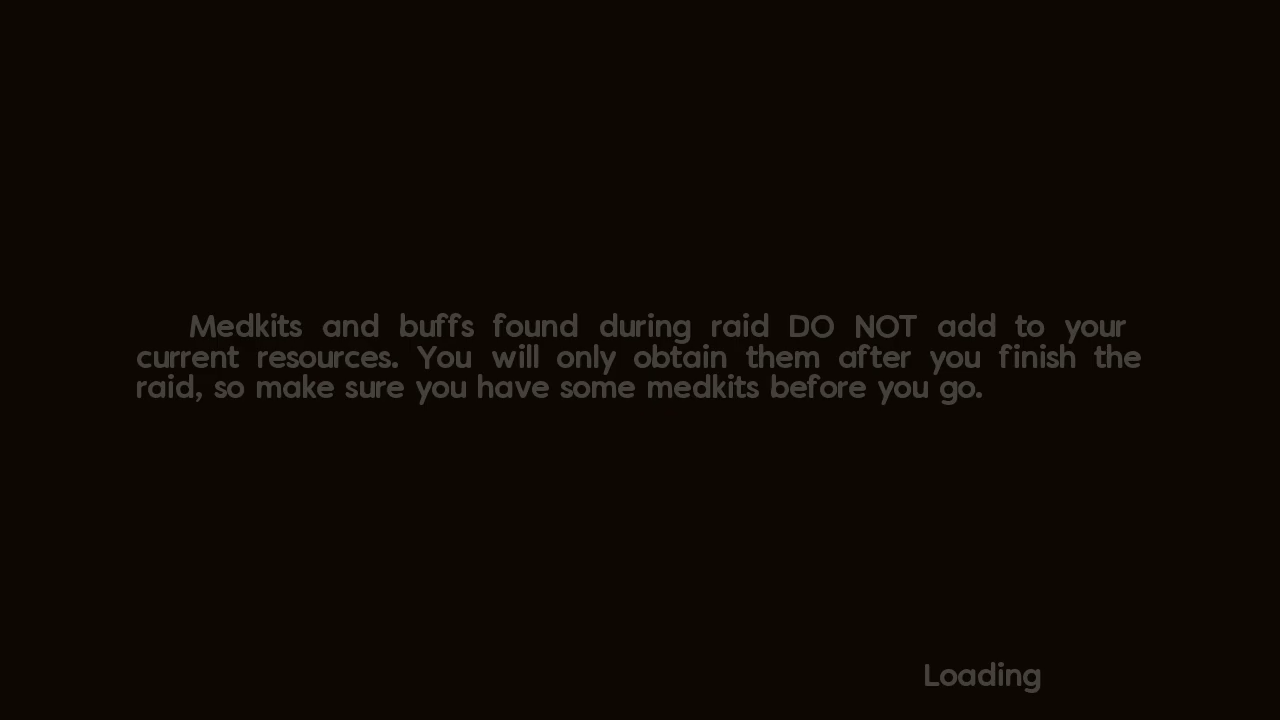 Medkits and buffs found during raid DO NOT add to your
current resources. You will only obtain them after you finish the
raid, so make sure you have some medkits before you go.
Loading